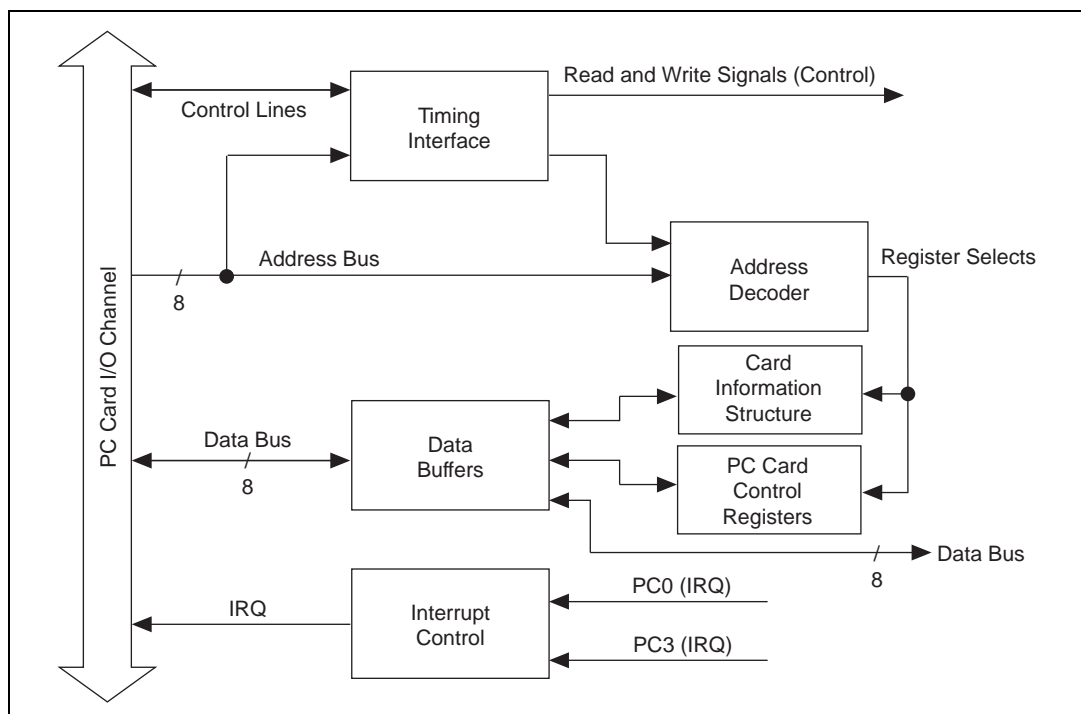 Read and Write Signals (Control)
Control Lines
Timing
Interface
Address Bus
8
Address
Decoder
Register Selects
PC Card I/O Channel
Card
Information
Structure
Data Bus
8
Data
Buffers
PC Card
Control
Registers
8
Data Bus
IRQ
Interrupt
Control
PC0 (IRQ)
PC3 (IRQ)